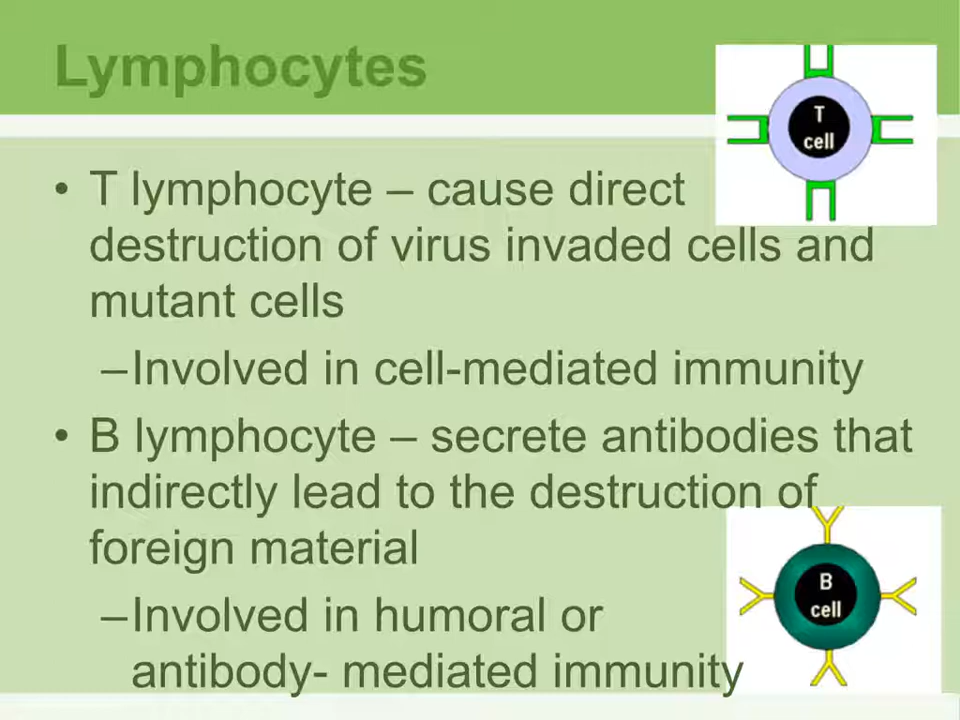 Lymphocytes
T
cell
• T lymphocyte – cause direct
destruction of virus invaded cells and
mutant cells
–Involved in cell-mediated immunity
• B lymphocyte – secrete antibodies that
indirectly lead to the destruction of
foreign material
–Involved in humoral or
antibody- mediated immunity
B
cell